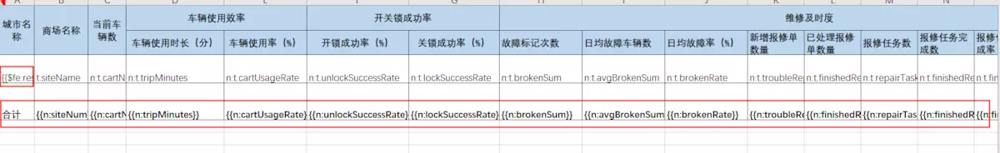 D E F G H I J K L M N
车辆使用效率 开关锁成功率 维修及时度
城市名称 商场名称 当前车辆数 车辆使用时长（分） 车辆使用率（%） 开锁成功率（%） 关锁成功率（%） 故障标记次数 日均故障车辆数 日均故障率（%） 新增报修单数量 已处理报修单数量 报修任务数 报修任务完成数
{{$fe:res t.siteName n:t.cartN n:t.tripMinutes n:t.cartUsageRate n:t.unlockSuccessRate n:t.lockSuccessRate n:t.brokenSum n:t.avgBrokenSum n:t.brokenRate n:t.troubleRe n:t.finishedRe n:t.repairTask n:t.finishedR n:t.fin
合计 {{n:siteNum {{n:cartN {{n:tripMinutes}} {{n:cartUsageRate} {{n:unlockSuccessRate} {{n:lockSuccessRate} {{n:brokenSum}} {{n:avgBrokenSum {{n:brokenRate}} {{n:troubleRe {{n:finishedR {{n:repairTas {{n:finishedR {{n:fi